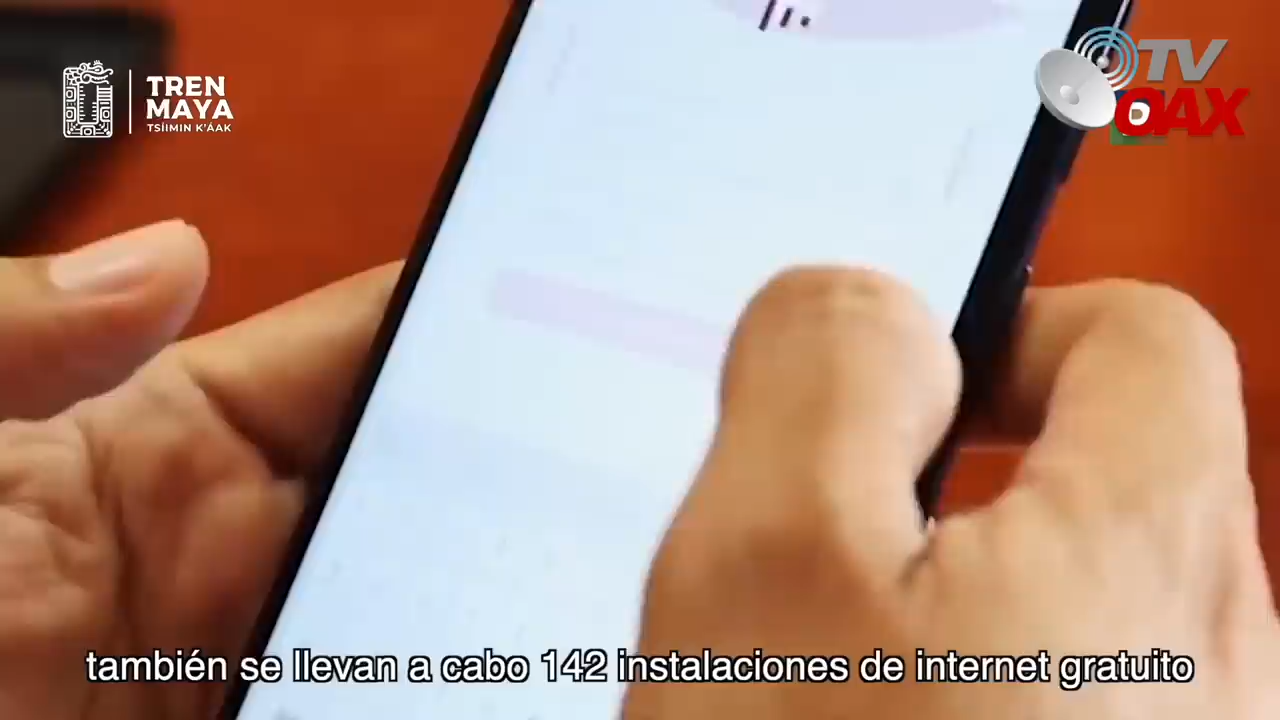 TREN
MAYA
TSÍIMIN K'ÁAK
TV
OAX
también se llevan a cabo 142 instalaciones de internet gratuito